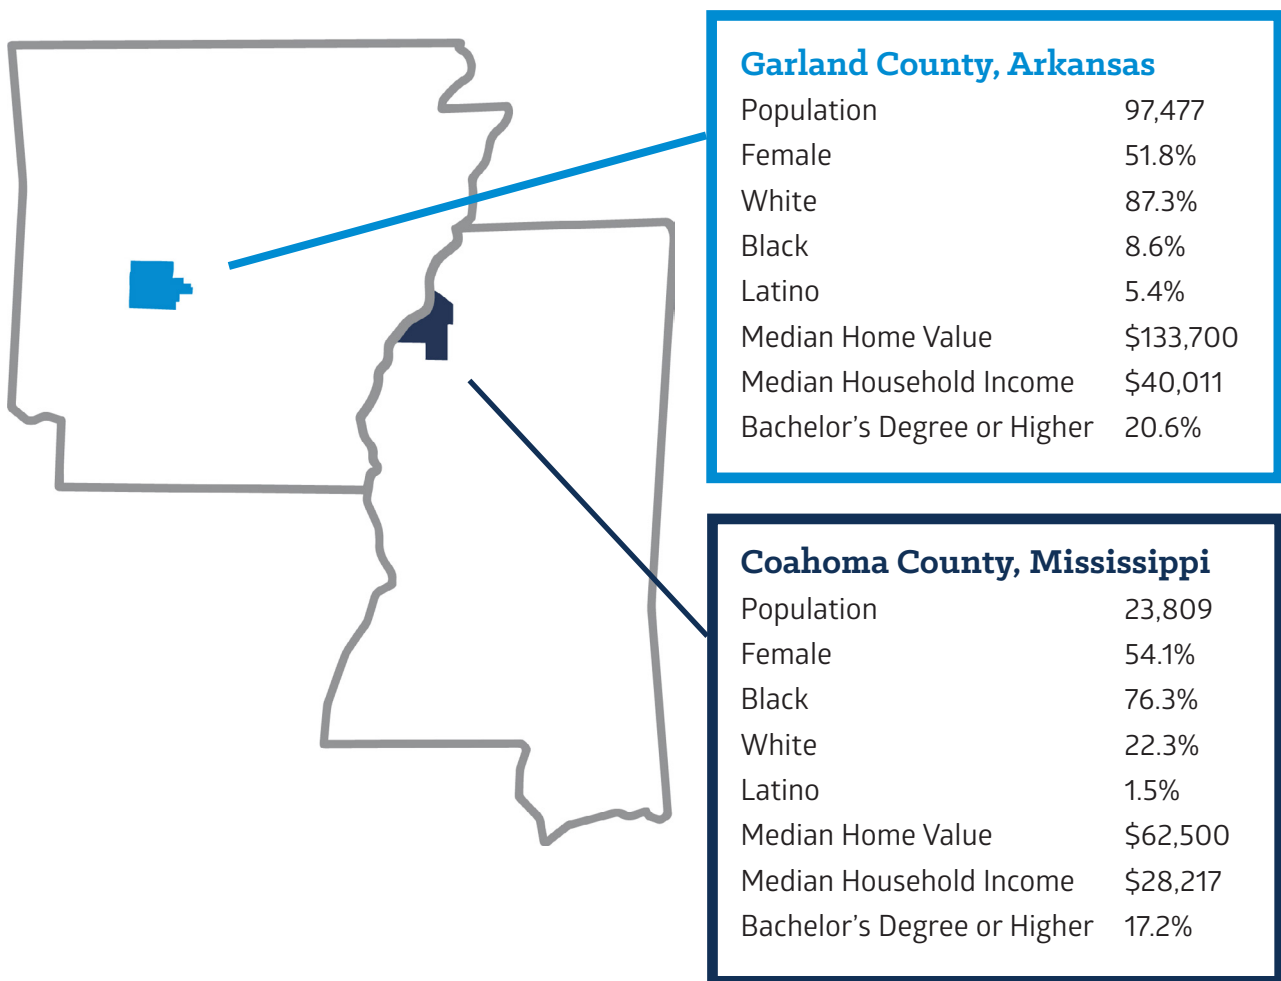 Garland County, Arkansas
Population 97,477
Female 51.8%
White 87.3%
Black 8.6%
Latino 5.4%
Median Home Value $133,700
Median Household Income $40,011
Bachelor's Degree or Higher 20.6%
Coahoma County, Mississippi
Population 23,809
Female 54.1%
Black 76.3%
White 22.3%
Latino 1.5%
Median Home Value $62,500
Median Household Income $28,217
Bachelor's Degree or Higher 17.2%